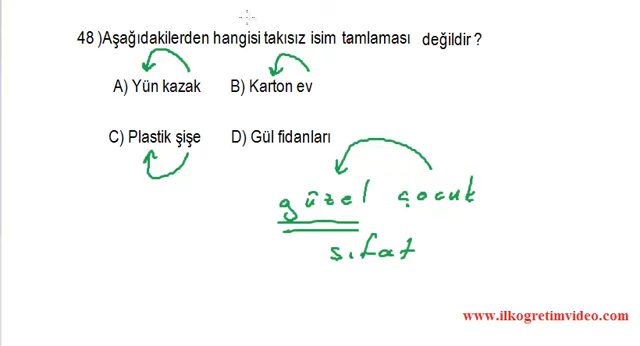 48 )Aşağıdakilerden hangisi takısız isim tamlaması değildir ?
A) Yün kazak B) Karton ev
C) Plastik şişe D) Gül fidanları
güzel çocuk
sıfat
www.ilkogretimvideo.com